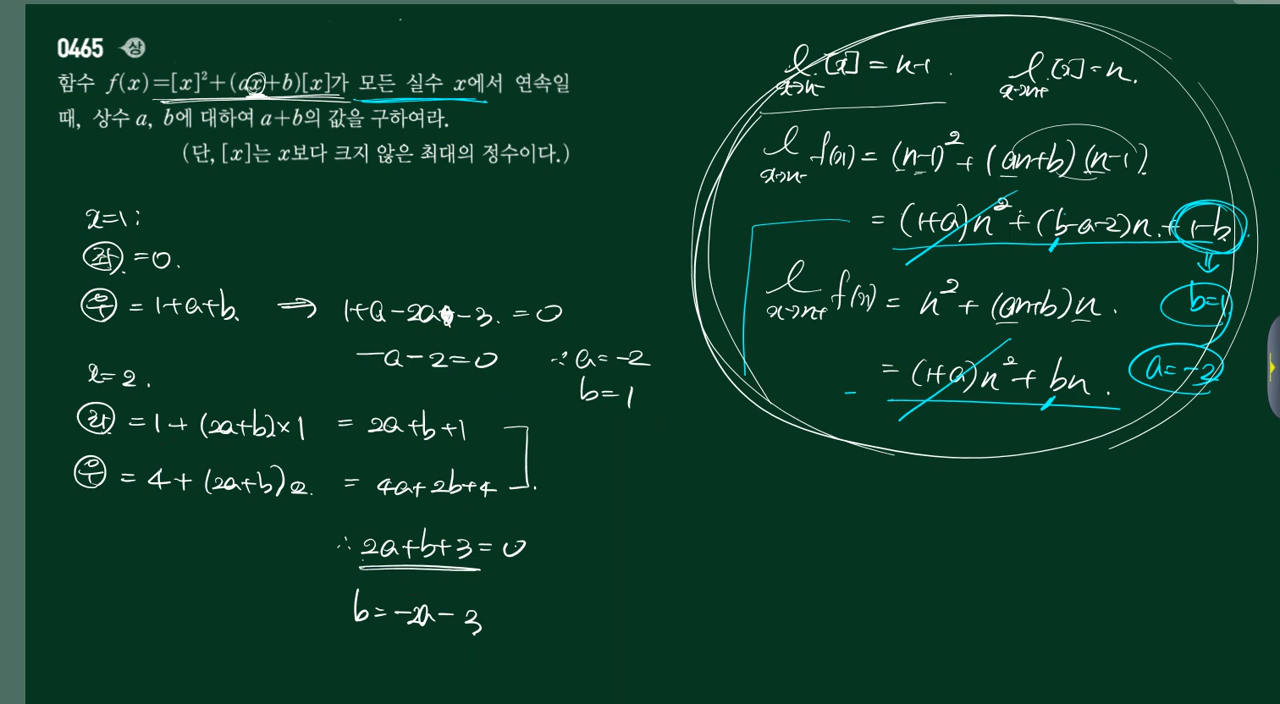 0465 상
함수 f(x)=[x]²+(ax+b)[x]가 모든 실수 x에서 연속일
때, 상수 a, b에 대하여 a+b의 값을 구하여라.
(단, [x]는 x보다 크지 않은 최대의 정수이다.)
x=1:
좌 =0.
우 =1+a+b. ⇒ 1+a-2a-3. =0
-a-2=0 ∴ a=-2
b=1
x=2.
좌 =1+(2a+b)×1 = 2a+b+1
우 =4+(2a+b)2. = 4a+2b+4
∴ 2a+b+3=0
b=-2a-3
l [x]=n-1. l [x]=n.
x→n- x→n+
l f(x)=(n-1)²+(an+b)(n-1).
x→n-
=(1+a)n²+(b-a-2)n.+1-b.
b=1.
l f(x)= n²+(an+b)n.
x→n+
=(1+a)n²+bn. a=-2